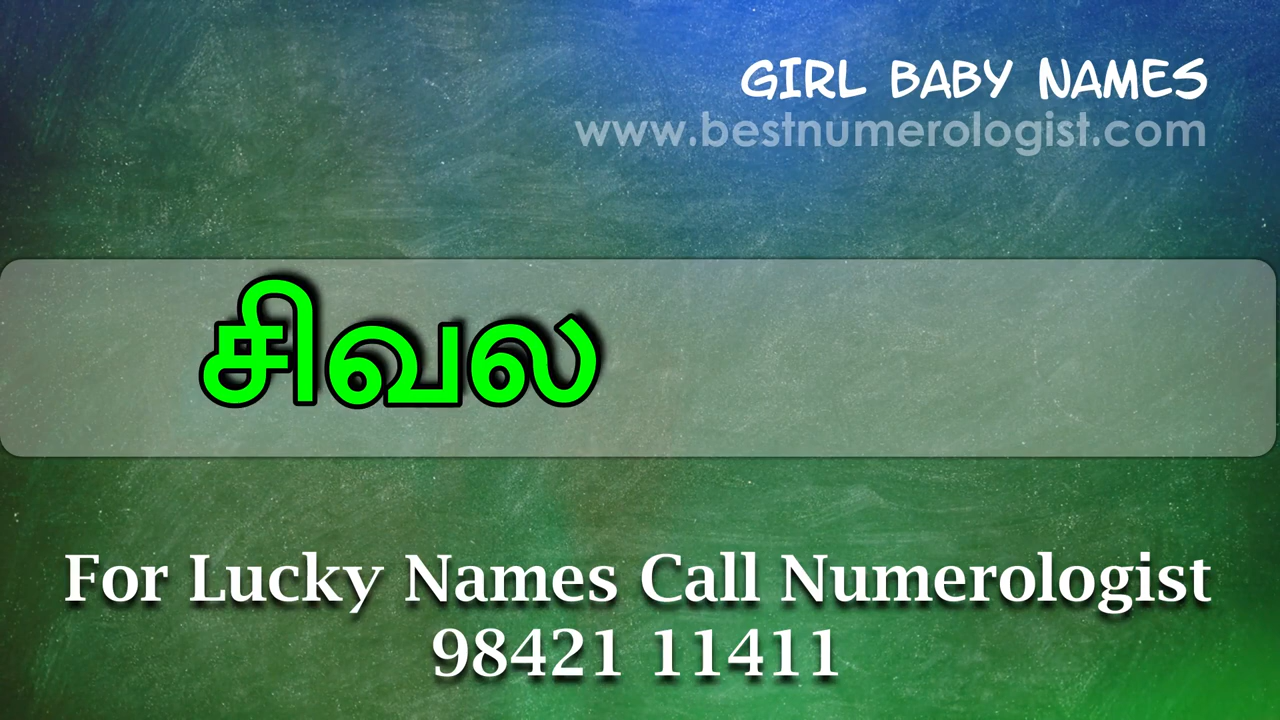 GIRL BABY NAMES
www.bestnumerologist.com
சிவல
For Lucky Names Call Numerologist
98421 11411